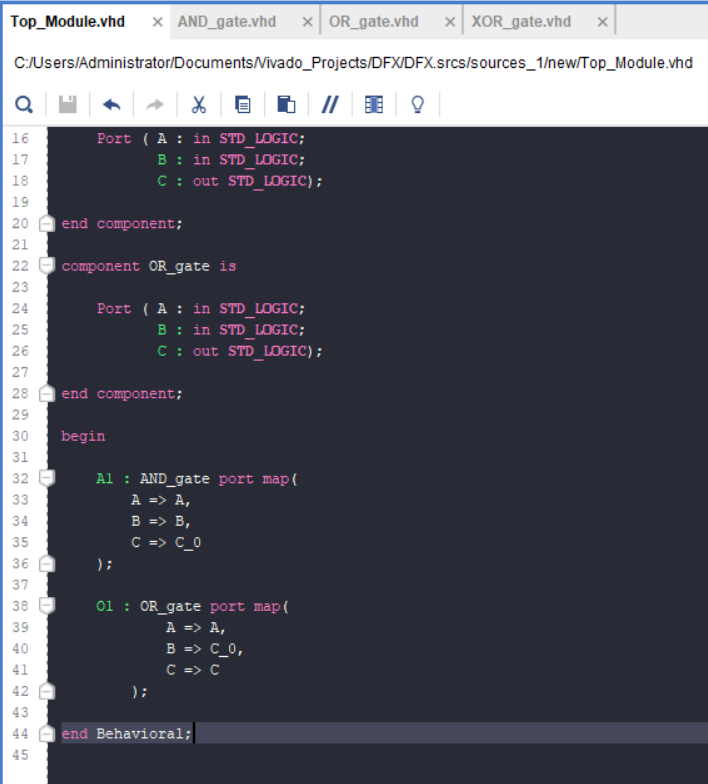 Top_Module.vhd × AND_gate.vhd × OR_gate.vhd × XOR_gate.vhd ×
C:/Users/Administrator/Documents/Vivado_Projects/DFX/DFX.srcs/sources_1/new/Top_Module.vhd
16 Port ( A : in STD_LOGIC;
17 B : in STD_LOGIC;
18 C : out STD_LOGIC);
19
20 end component;
21
22 component OR_gate is
23
24 Port ( A : in STD_LOGIC;
25 B : in STD_LOGIC;
26 C : out STD_LOGIC);
27
28 end component;
29
30 begin
31
32 A1 : AND_gate port map(
33 A => A,
34 B => B,
35 C => C_0
36 );
37
38 O1 : OR_gate port map(
39 A => A,
40 B => C_0,
41 C => C
42 );
43
44 end Behavioral;
45